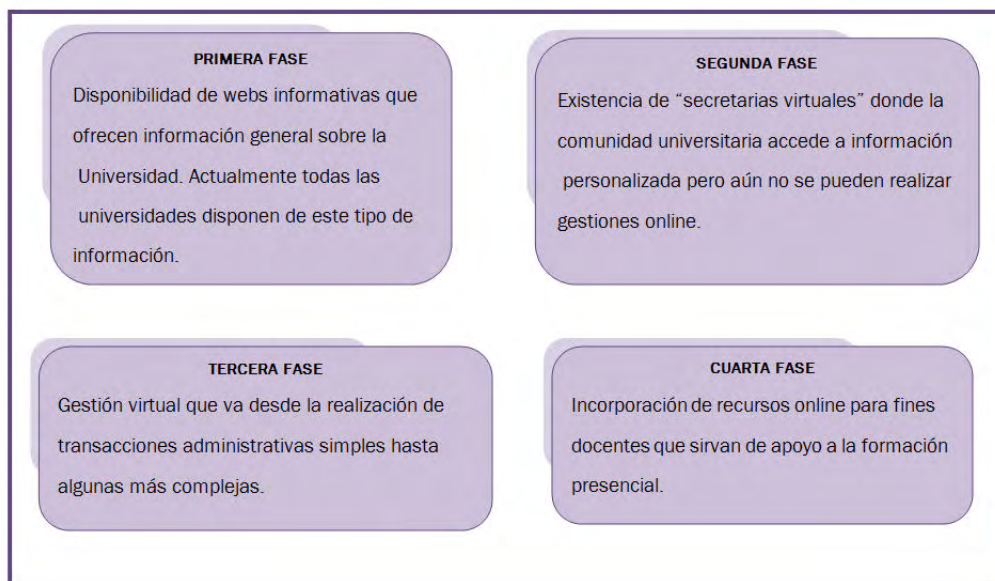 PRIMERA FASE
Disponibilidad de webs informativas que
ofrecen información general sobre la
Universidad. Actualmente todas las
universidades disponen de este tipo de
información.
SEGUNDA FASE
Existencia de “secretarias virtuales” donde la
comunidad universitaria accede a información
personalizada pero aún no se pueden realizar
gestiones online.
TERCERA FASE
Gestión virtual que va desde la realización de
transacciones administrativas simples hasta
algunas más complejas.
CUARTA FASE
Incorporación de recursos online para fines
docentes que sirvan de apoyo a la formación
presencial.